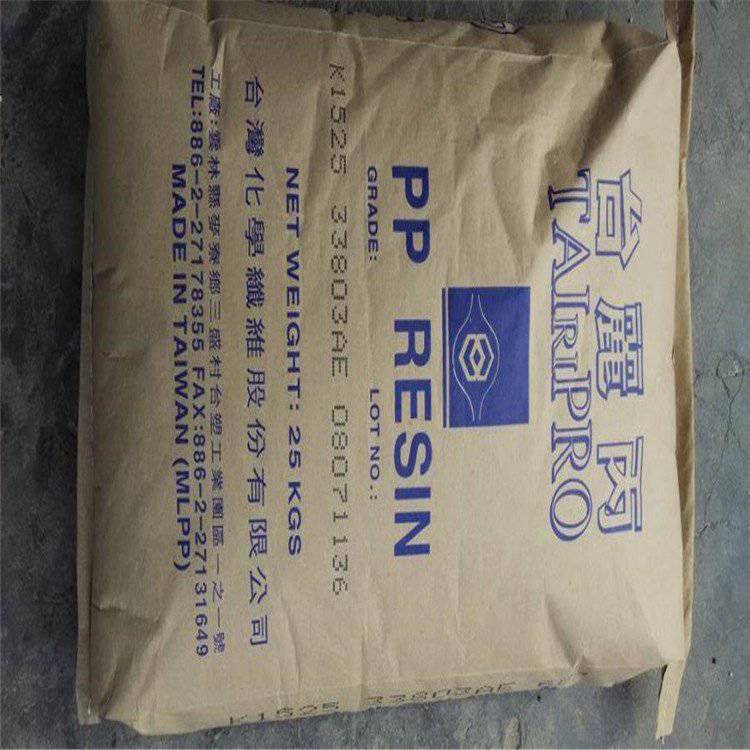 台麗丙
TAIRIPRO
PP RESIN
GRADE: LOT NO.:
K1525 33803AE 08071136
NET WEIGHT: 25 KGS
台灣化學纖維股份有限公司
工廠:雲林縣麥寮鄉三盛村台塑工業園區一之一號
TEL:886-2-27178355 FAX:886-2-27131649
MADE IN TAIWAN (MLPP)